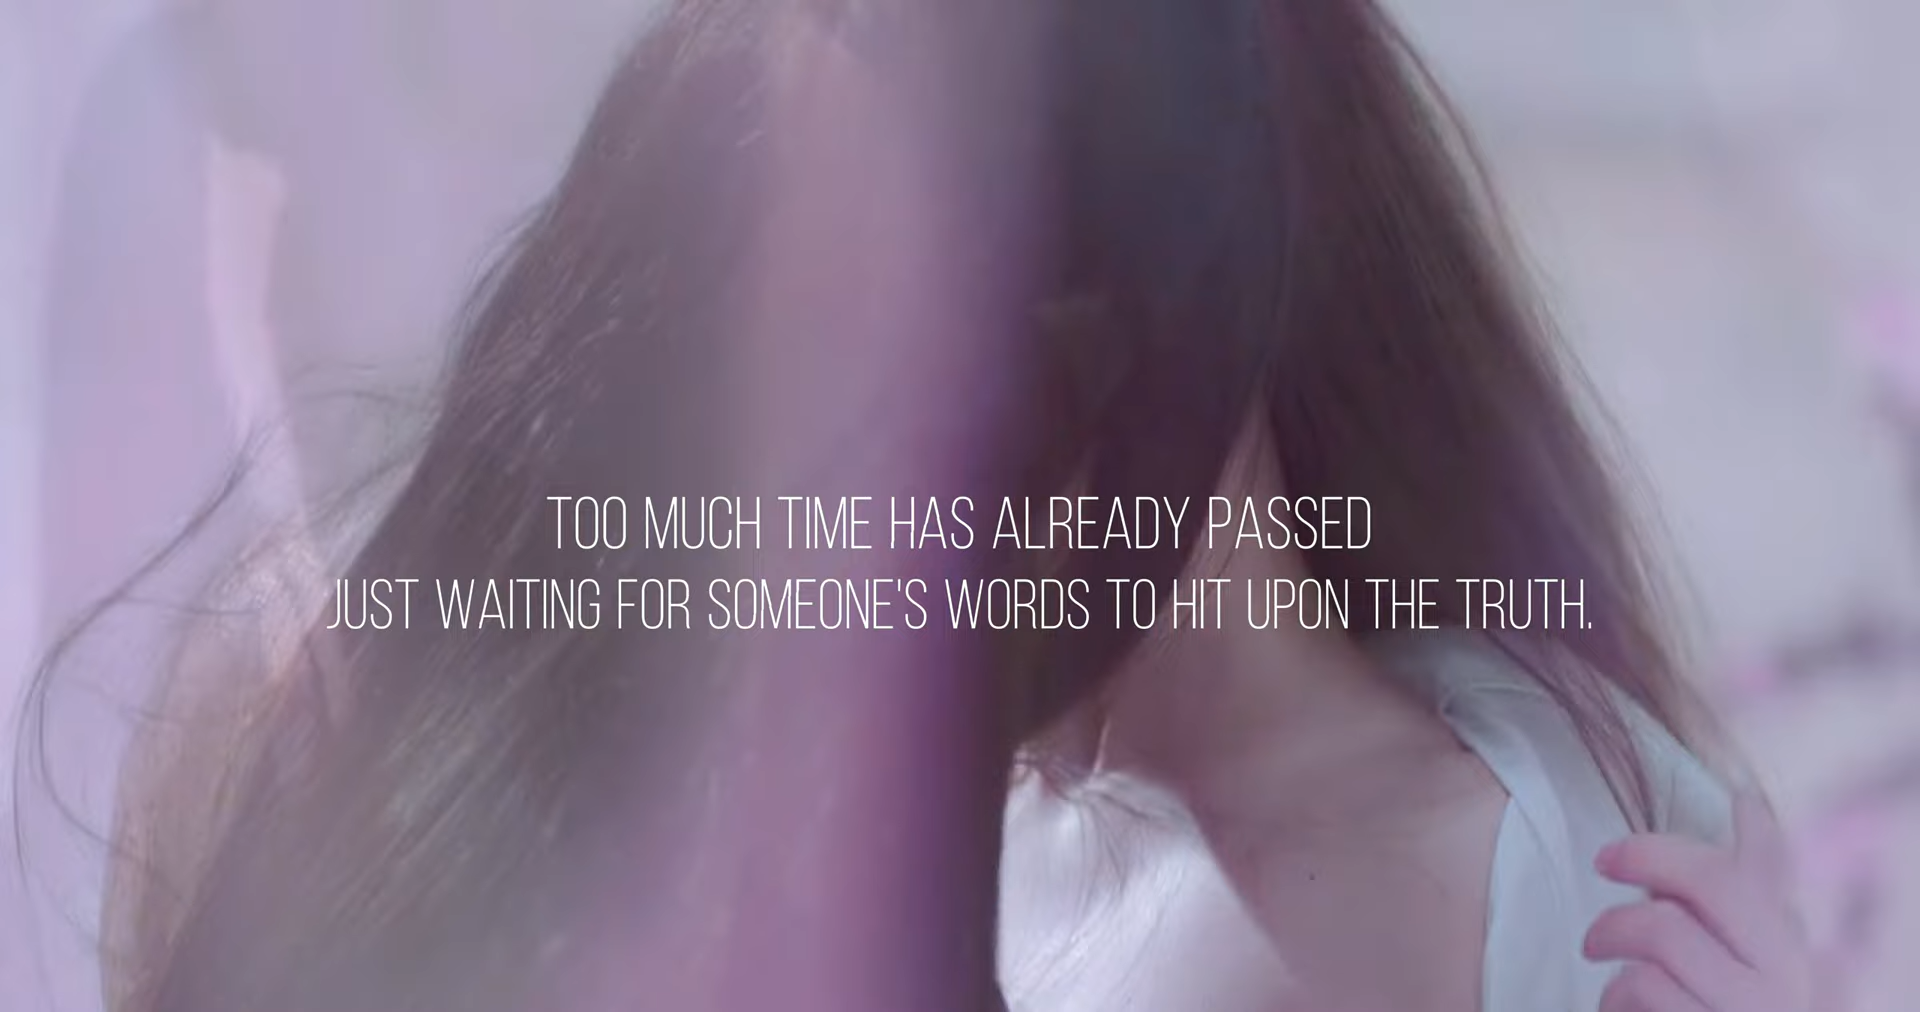 TOO MUCH TIME HAS ALREADY PASSED
JUST WAITING FOR SOMEONE'S WORDS TO HIT UPON THE TRUTH.